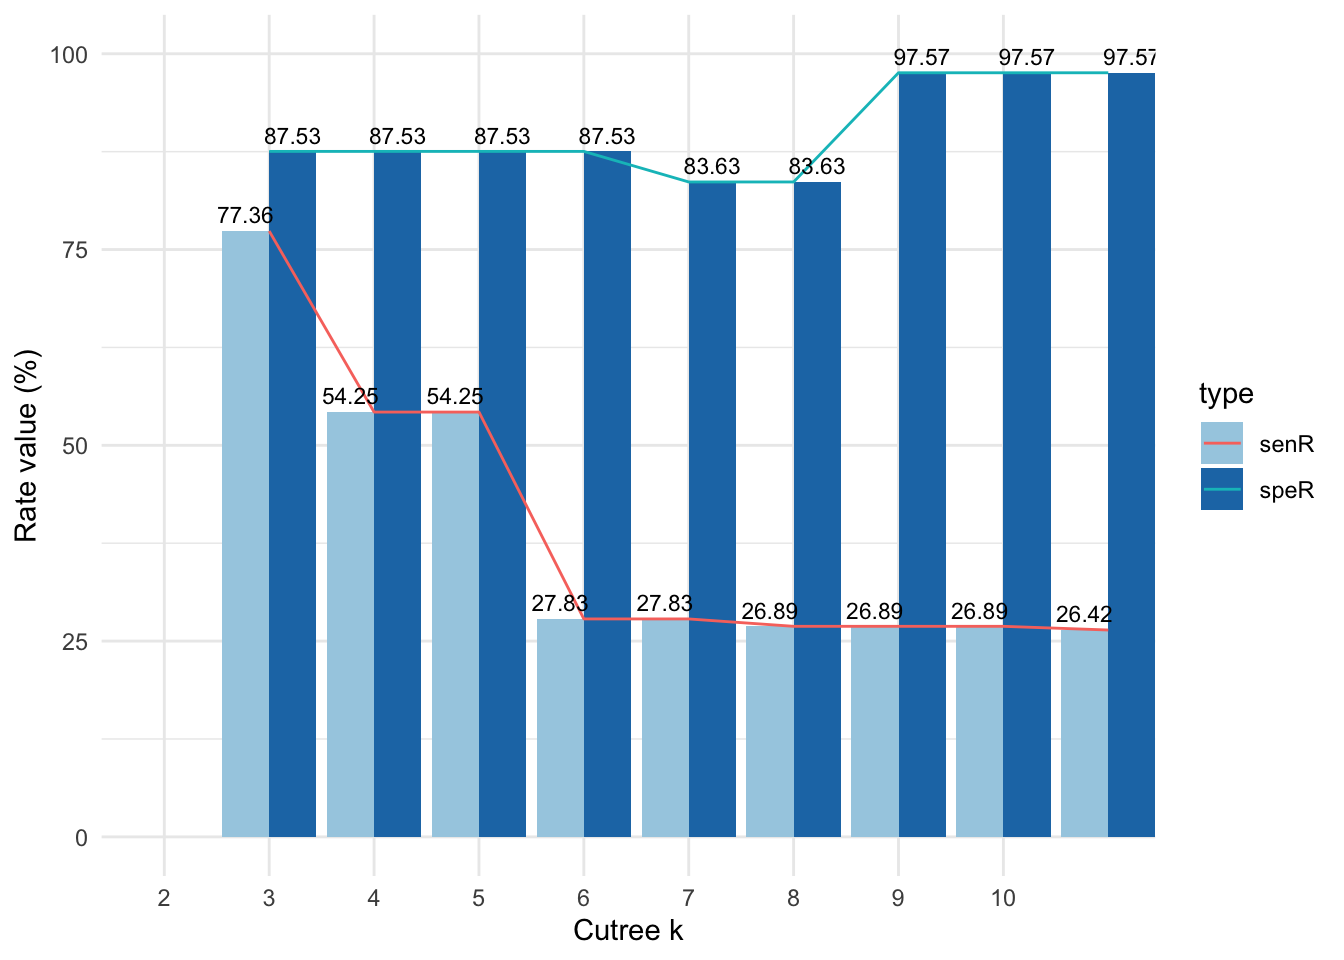 100
75
50
25
0
Rate value (%)
97.57 97.57 97.57
87.53 87.53 87.53 87.53
83.63 83.63
77.36
54.25 54.25
27.83 27.83 26.89 26.89 26.89 26.42
2 3 4 5 6 7 8 9 10
Cutree k
type
senR
speR